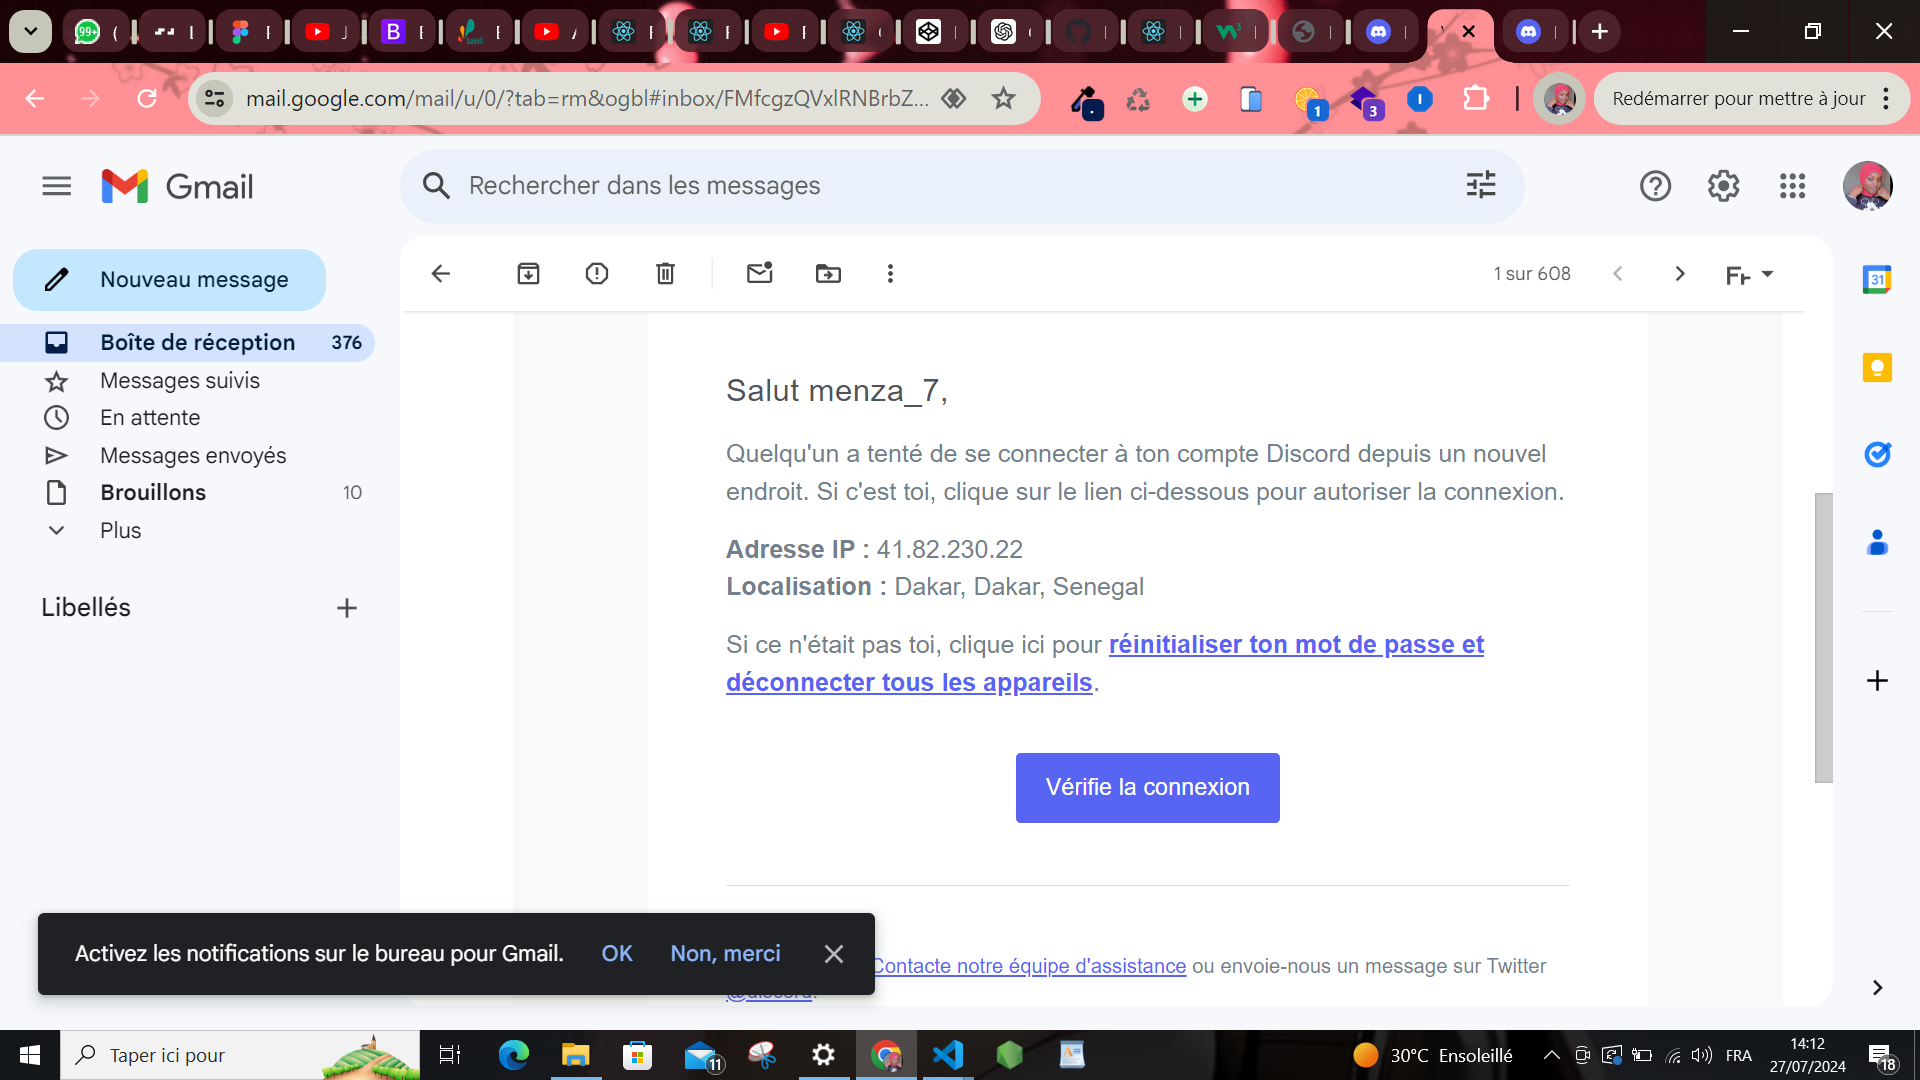 99+
mail.google.com/mail/u/0/?tab=rm&ogbl#inbox/FMfcgzQVxlRNBrbZ...
1
3
Redémarrer pour mettre à jour
Gmail
Rechercher dans les messages
Nouveau message
1 sur 608
Boîte de réception 376
Messages suivis
En attente
Messages envoyés
Brouillons 10
Plus
Libellés
31
Salut menza_7,
Quelqu'un a tenté de se connecter à ton compte Discord depuis un nouvel
endroit. Si c'est toi, clique sur le lien ci-dessous pour autoriser la connexion.
Adresse IP : 41.82.230.22
Localisation : Dakar, Dakar, Senegal
Si ce n'était pas toi, clique ici pour réinitialiser ton mot de passe et
déconnecter tous les appareils.
Vérifie la connexion
Activez les notifications sur le bureau pour Gmail. OK Non, merci
Contacte notre équipe d'assistance ou envoie-nous un message sur Twitter
@discord.
Taper ici pour
11
30°C Ensoleillé
FRA
14:12
27/07/2024
18